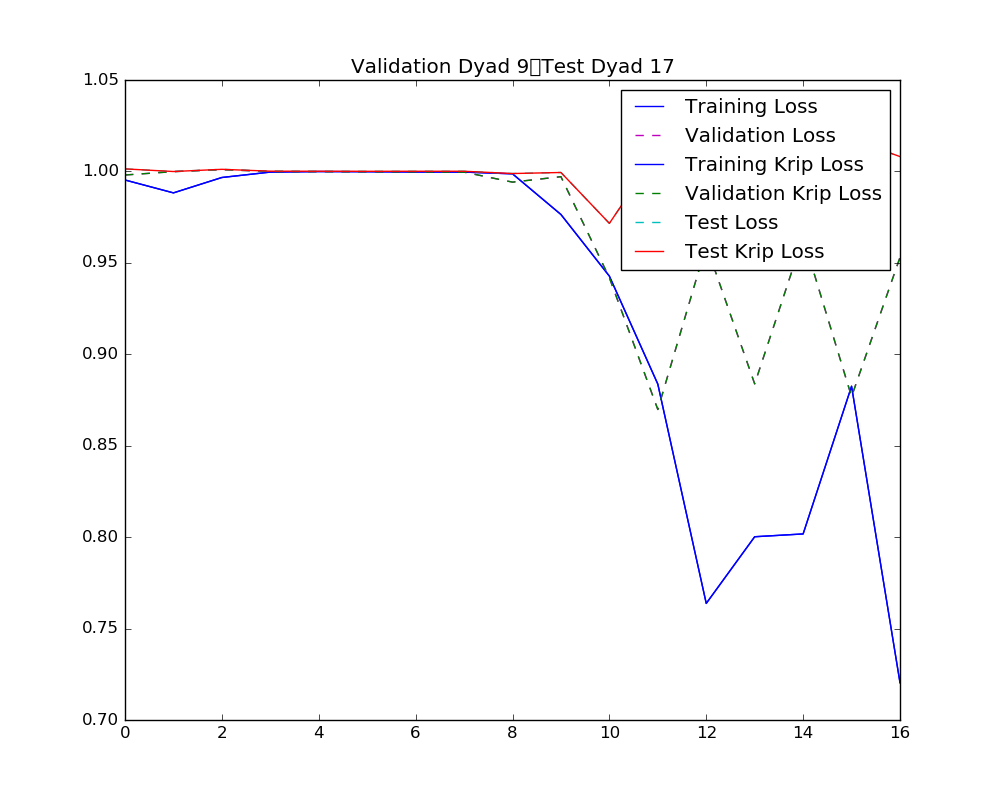 Validation Dyad 9▯Test Dyad 17
1.05
1.00
0.95
0.90
0.85
0.80
0.75
0.70
0 2 4 6 8 10 12 14 16
Training Loss
Validation Loss
Training Krip Loss
Validation Krip Loss
Test Loss
Test Krip Loss